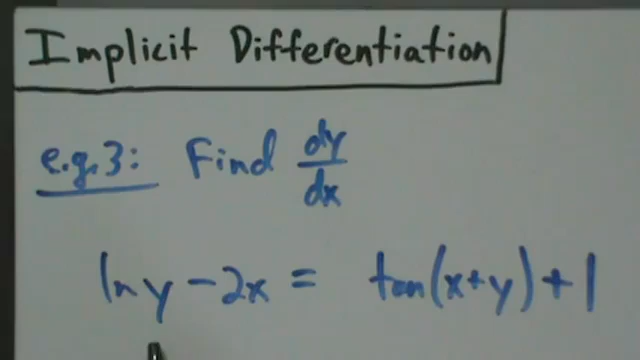 Implicit Differentiation
e.g.3: Find dy/dx
ln y - 2x = tan(x+y) + 1